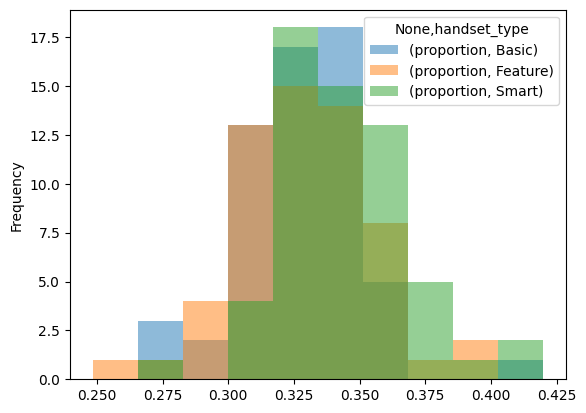 None,handset_type
(proportion, Basic)
(proportion, Feature)
(proportion, Smart)
Frequency
17.5
15.0
12.5
10.0
7.5
5.0
2.5
0.0
0.250 0.275 0.300 0.325 0.350 0.375 0.400 0.425